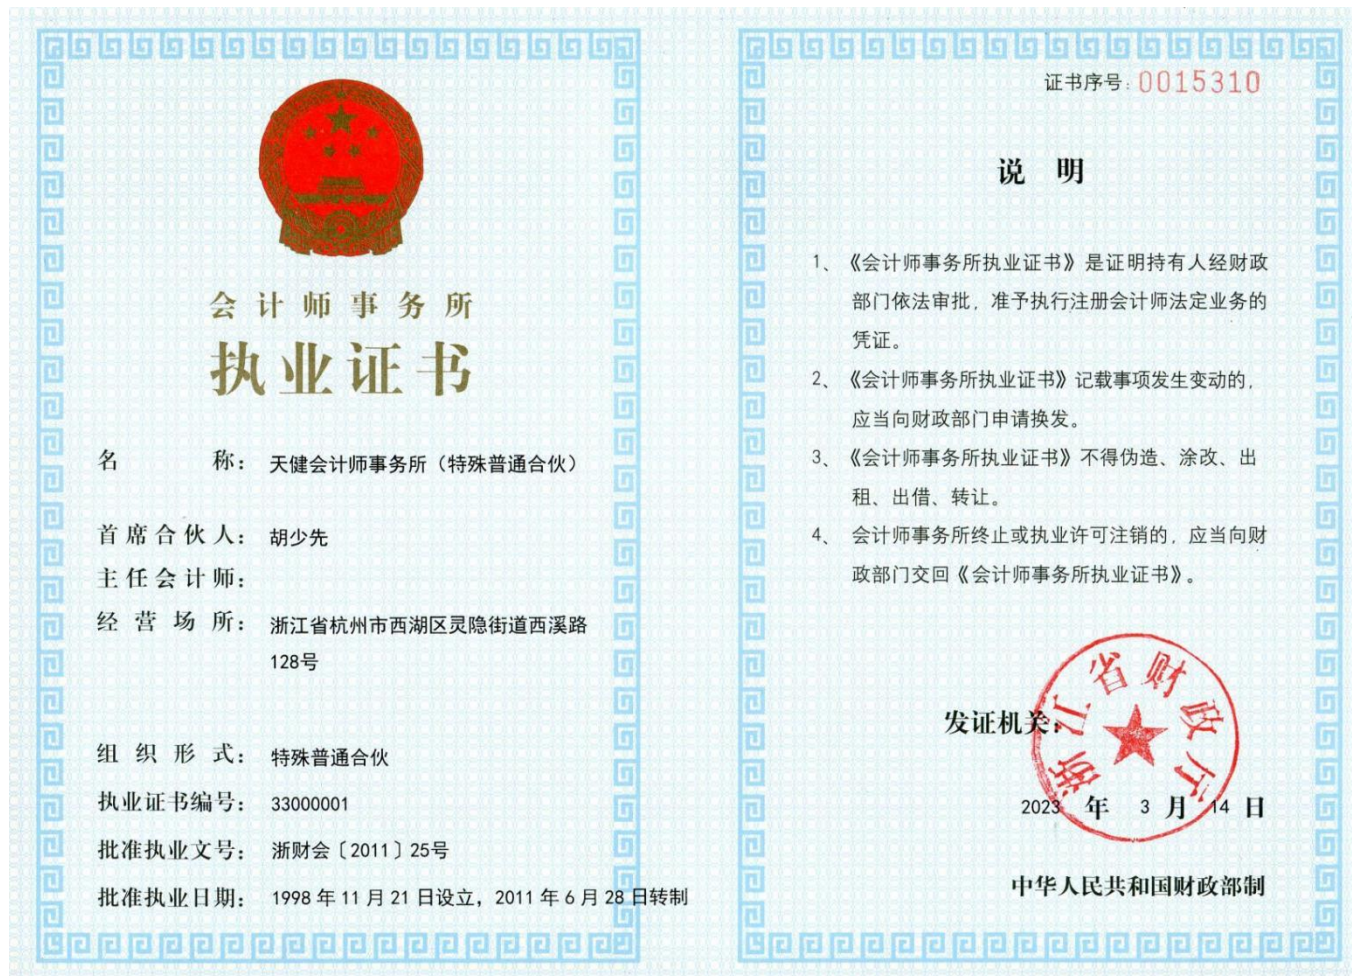 会计师事务所
执业证书
名称：天健会计师事务所（特殊普通合伙）
首席合伙人：胡少先
主任会计师：
经营场所：浙江省杭州市西湖区灵隐街道西溪路
128号
组织形式：特殊普通合伙
执业证书编号：33000001
批准执业文号：浙财会〔2011〕25号
批准执业日期：1998年11月21日设立，2011年6月28日转制
证书序号：0015310
说明
1、《会计师事务所执业证书》是证明持有人经财政
部门依法审批，准予执行注册会计师法定业务的
凭证。
2、《会计师事务所执业证书》记载事项发生变动的，
应当向财政部门申请换发。
3、《会计师事务所执业证书》不得伪造、涂改、出
租、出借、转让。
4、会计师事务所终止或执业许可注销的，应当向财
政部门交回《会计师事务所执业证书》。
发证机关：
浙江省财政厅
2023年3月14日
中华人民共和国财政部制